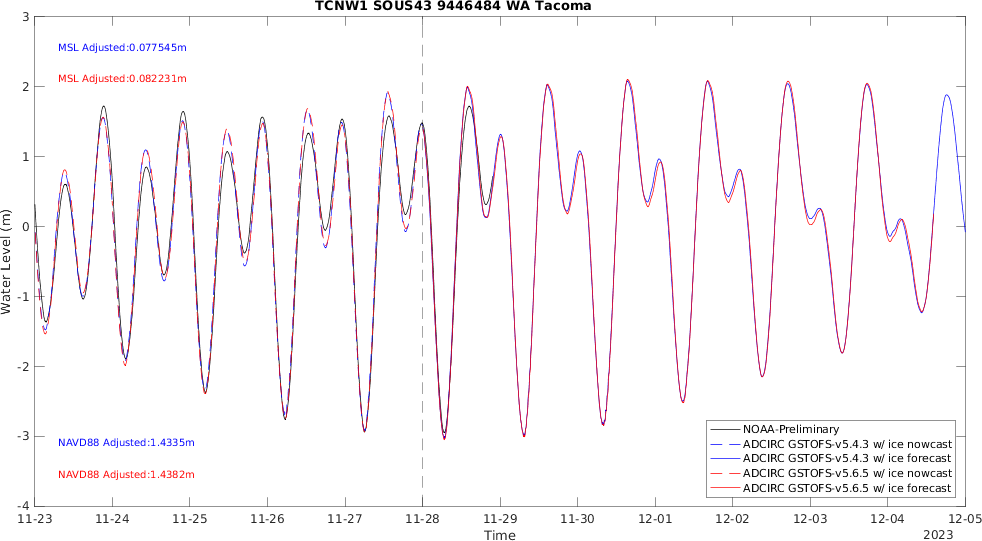 TCNW1 SOUS43 9446484 WA Tacoma
3
2
1
0
-1
-2
-3
-4
Water Level (m)
MSL Adjusted:0.077545m
MSL Adjusted:0.082231m
NAVD88 Adjusted:1.4335m
NAVD88 Adjusted:1.4382m
NOAA-Preliminary
ADCIRC GSTOFS-v5.4.3 w/ ice nowcast
ADCIRC GSTOFS-v5.4.3 w/ ice forecast
ADCIRC GSTOFS-v5.6.5 w/ ice nowcast
ADCIRC GSTOFS-v5.6.5 w/ ice forecast
11-23 11-24 11-25 11-26 11-27 11-28 11-29 11-30 12-01 12-02 12-03 12-04 12-05
Time
2023